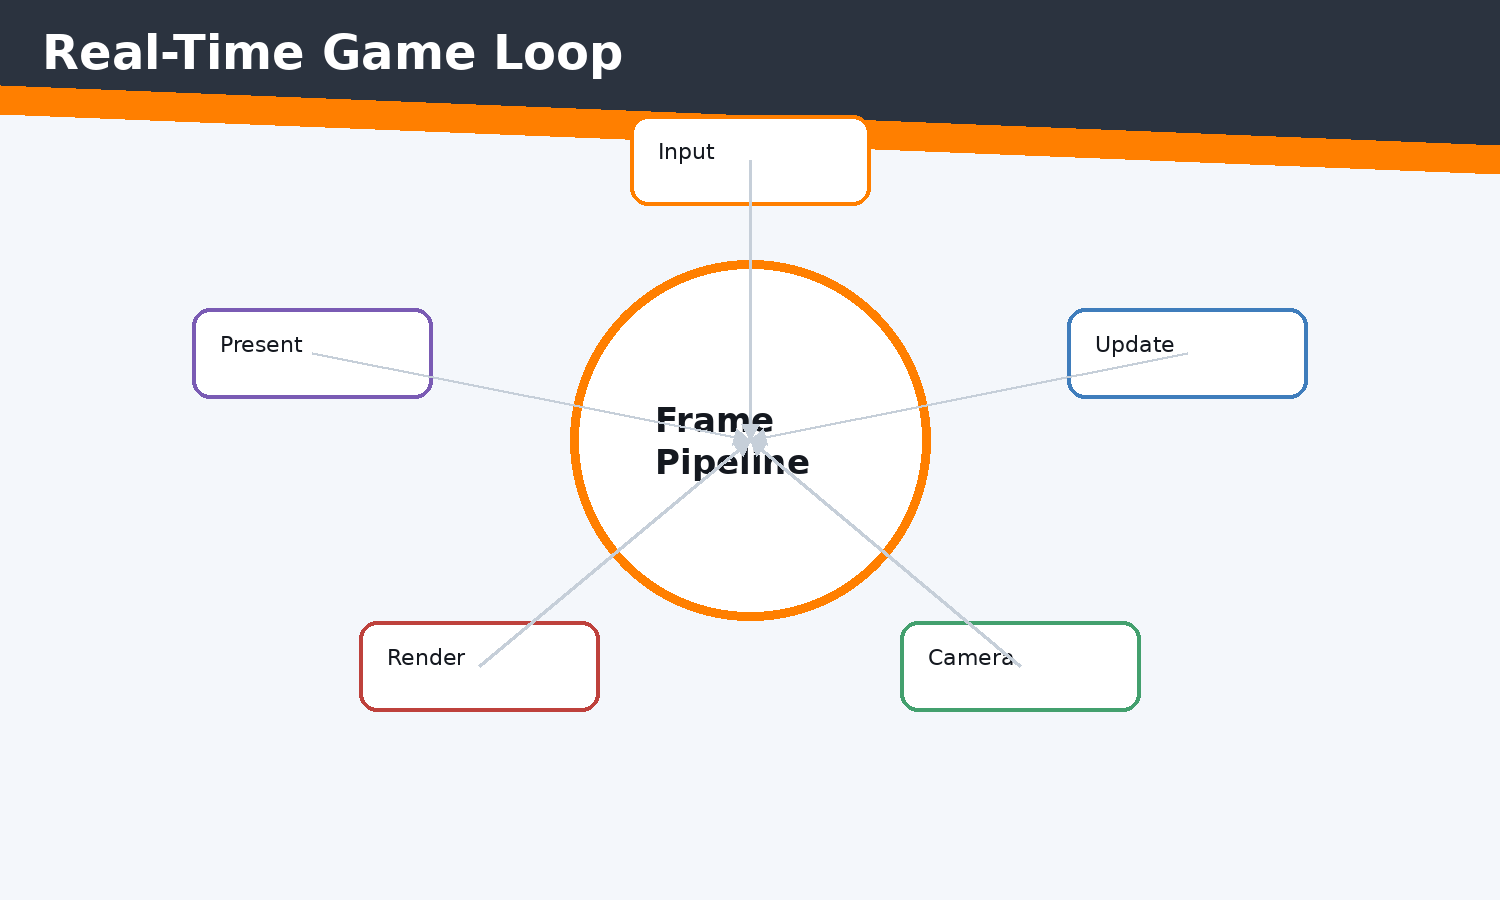 Real-Time Game Loop
Input
Present
Update
Frame
Pipeline
Render
Camera